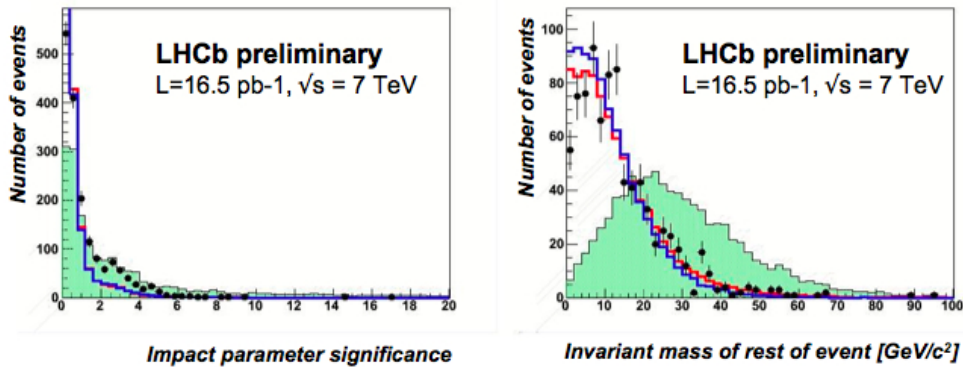 Number of events
500
400
300
200
100
0
LHCb preliminary
L=16.5 pb-1, √s = 7 TeV
0 2 4 6 8 10 12 14 16 18 20
Impact parameter significance
Number of events
100
80
60
40
20
0
LHCb preliminary
L=16.5 pb-1, √s = 7 TeV
0 10 20 30 40 50 60 70 80 90 100
Invariant mass of rest of event [GeV/c²]